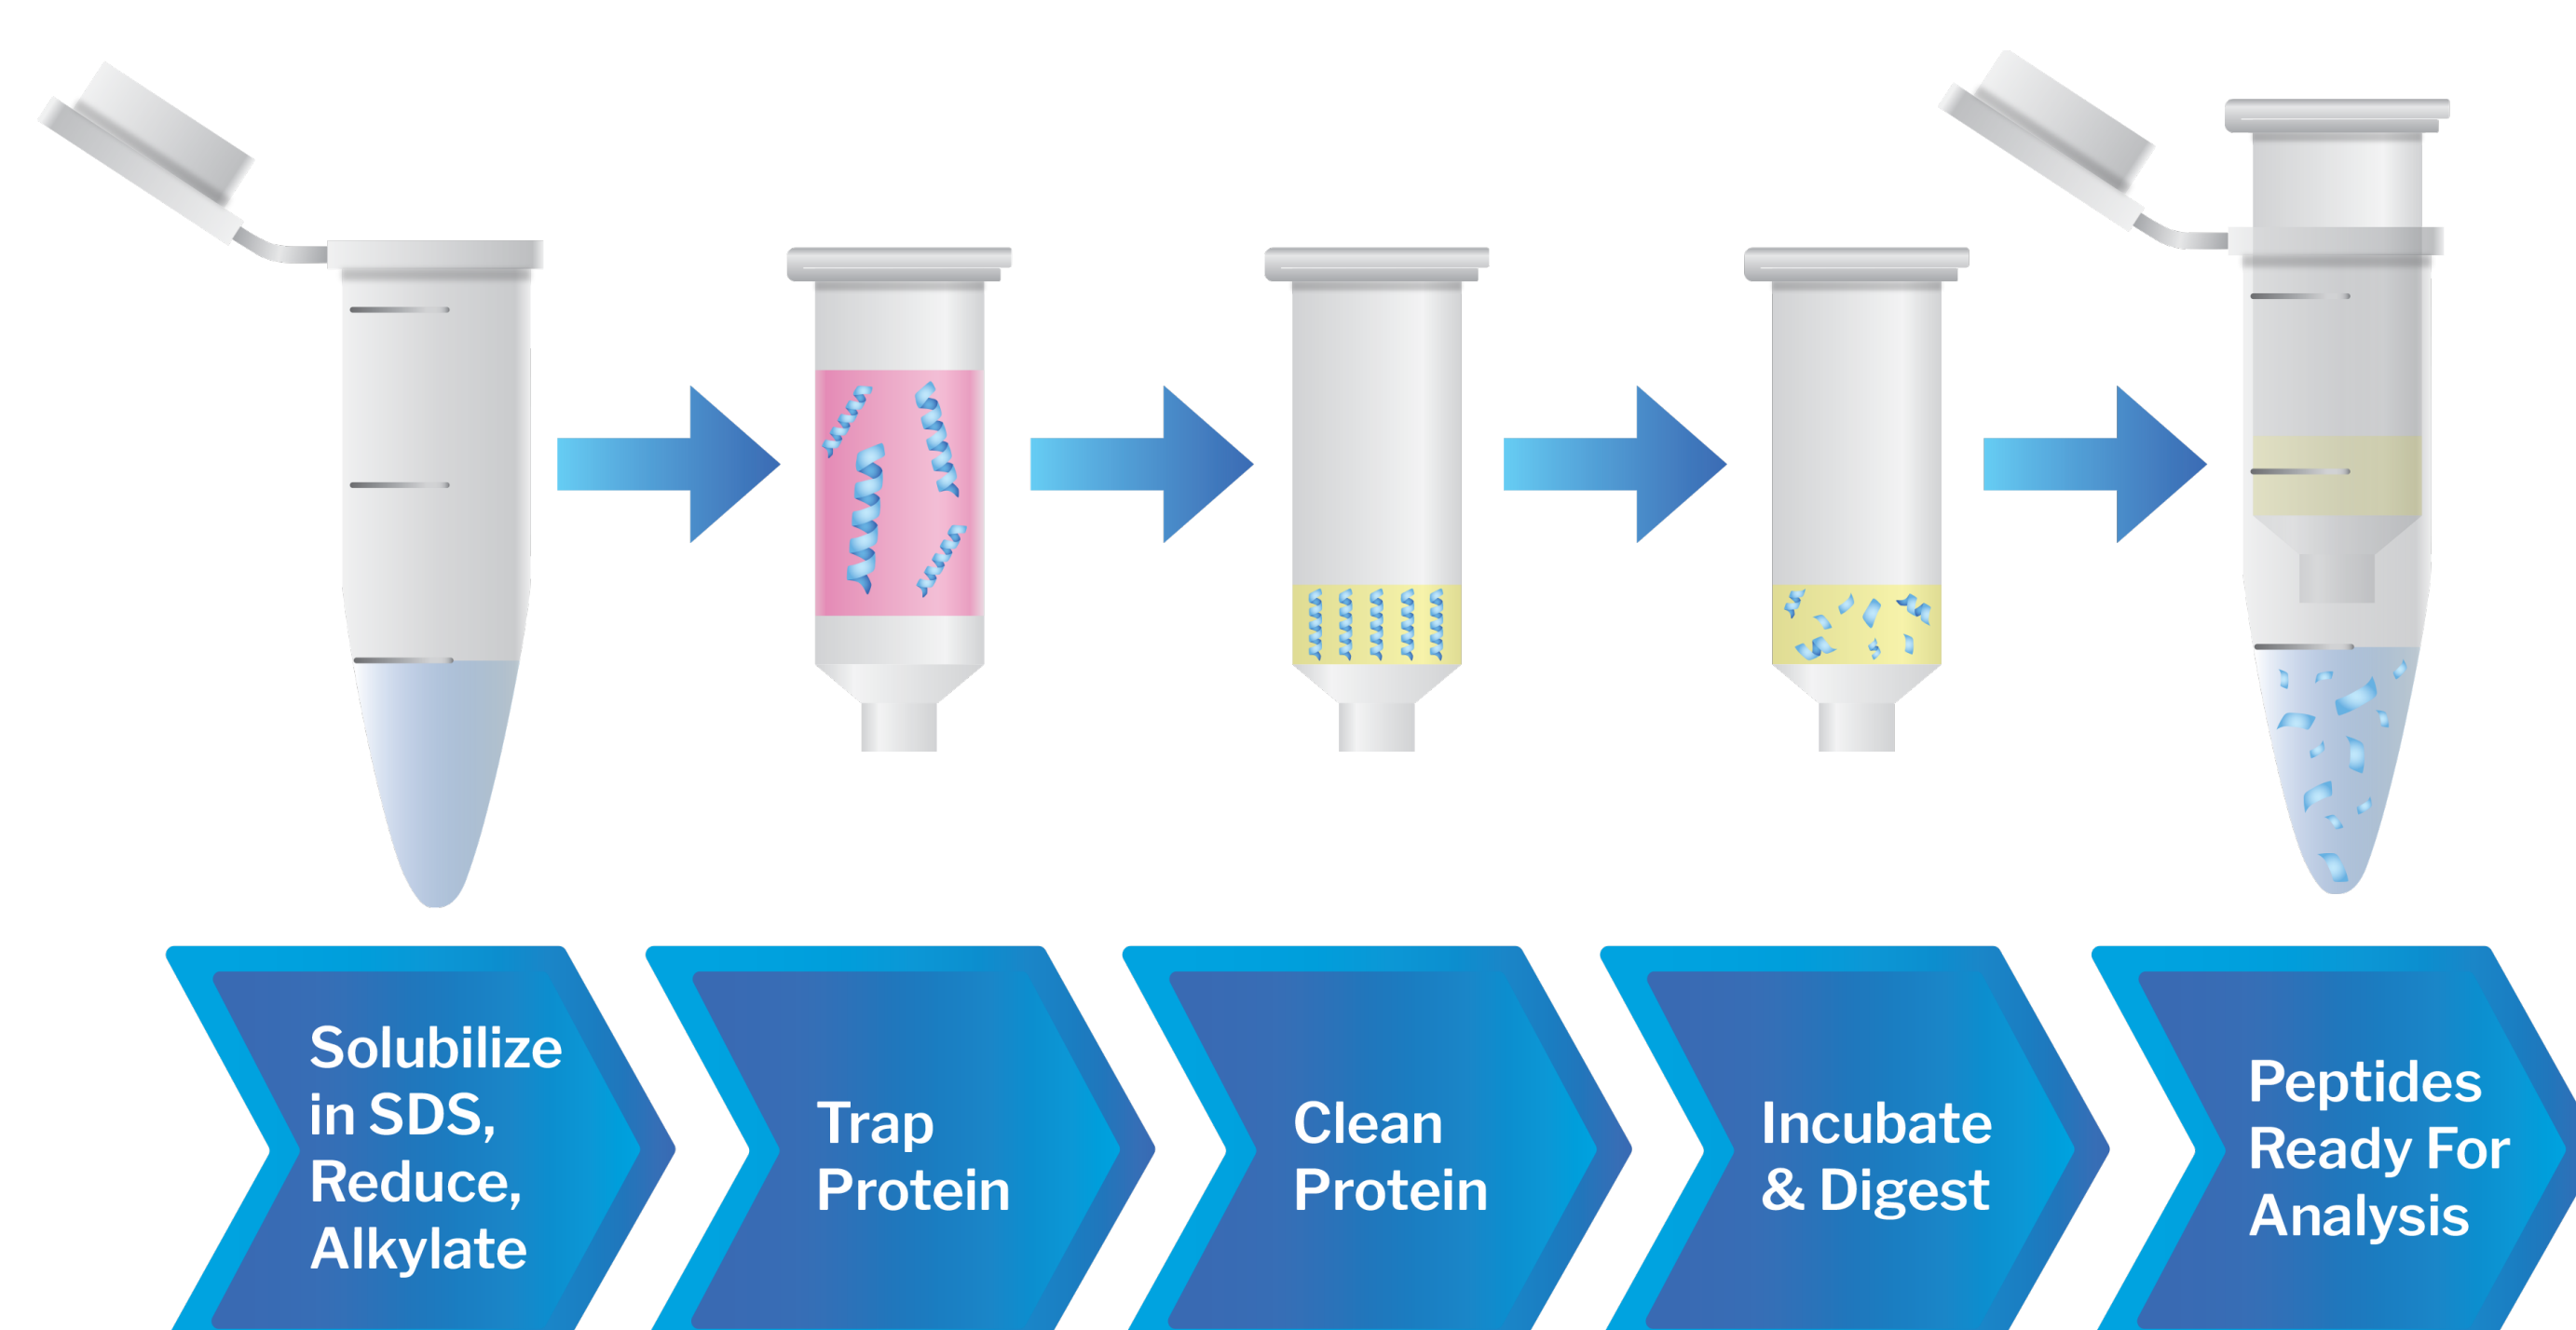 Solubilize
in SDS,
Reduce,
Alkylate
Trap
Protein
Clean
Protein
Incubate
& Digest
Peptides
Ready For
Analysis